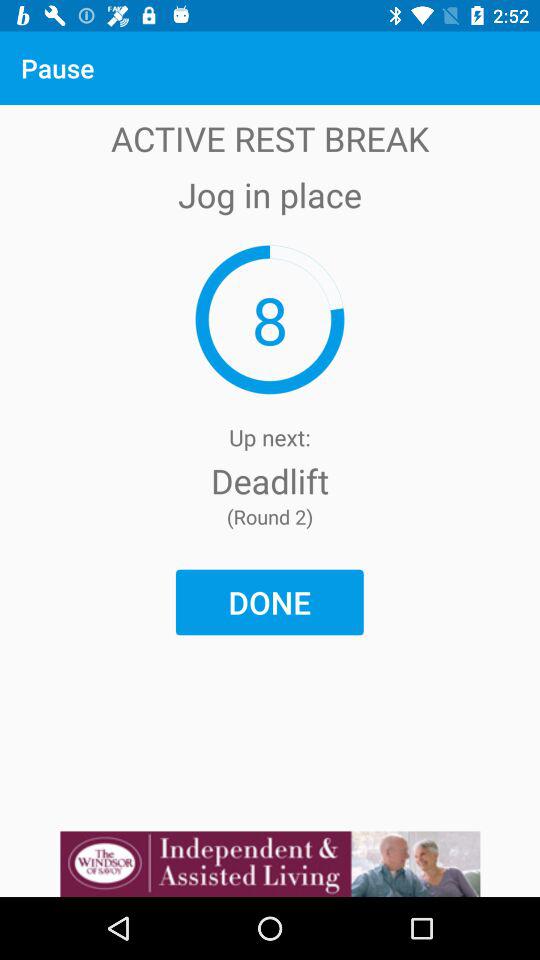 2:52
Pause
ACTIVE REST BREAK
Jog in place
8
Up next:
Deadlift
(Round 2)
DONE
The
WINDSOR
OF SAVOY
Independent &
Assisted Living